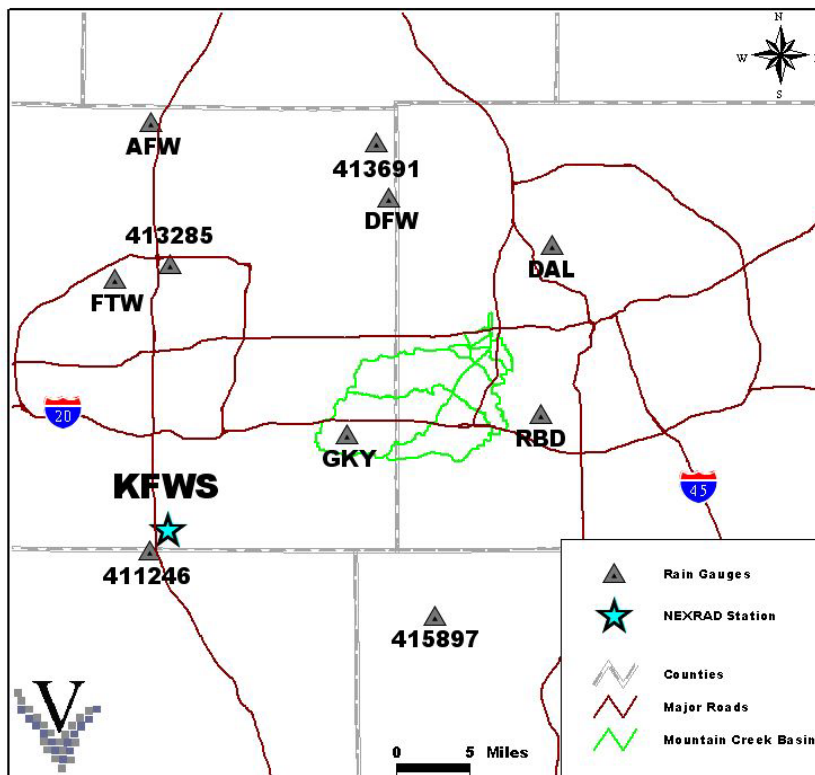 N
W
S
AFW
413691
DFW
413285
DAL
FTW
20
GKY
RBD
KFWS
45
411246
415897
Rain Gauges
NEXRAD Station
Counties
Major Roads
Mountain Creek Basin
V
0 5 Miles